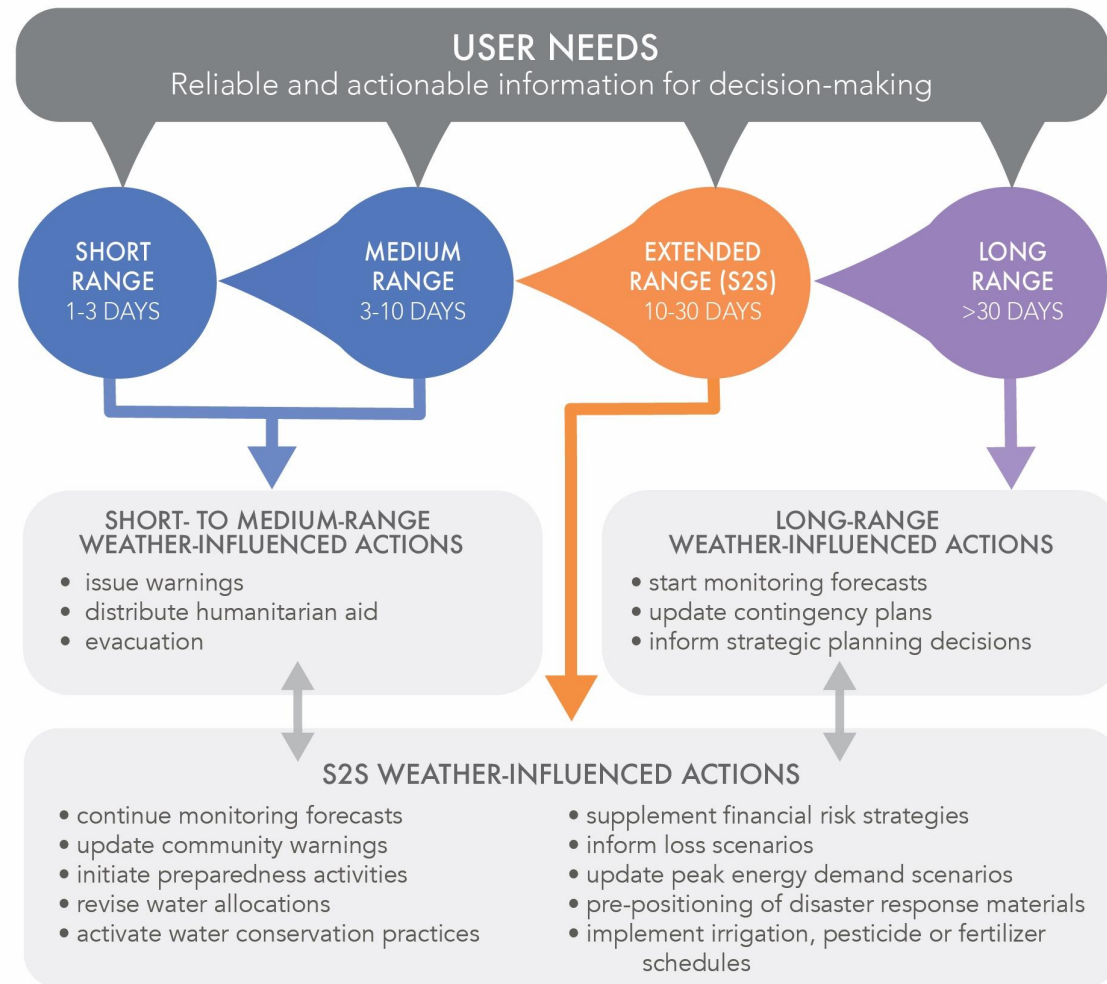 USER NEEDS
Reliable and actionable information for decision-making
SHORT
RANGE
1-3 DAYS
MEDIUM
RANGE
3-10 DAYS
EXTENDED
RANGE (S2S)
10-30 DAYS
LONG
RANGE
>30 DAYS
SHORT- TO MEDIUM-RANGE
WEATHER-INFLUENCED ACTIONS
• issue warnings
• distribute humanitarian aid
• evacuation
LONG-RANGE
WEATHER-INFLUENCED ACTIONS
• start monitoring forecasts
• update contingency plans
• inform strategic planning decisions
S2S WEATHER-INFLUENCED ACTIONS
• continue monitoring forecasts
• update community warnings
• initiate preparedness activities
• revise water allocations
• activate water conservation practices
• supplement financial risk strategies
• inform loss scenarios
• update peak energy demand scenarios
• pre-positioning of disaster response materials
• implement irrigation, pesticide or fertilizer
schedules